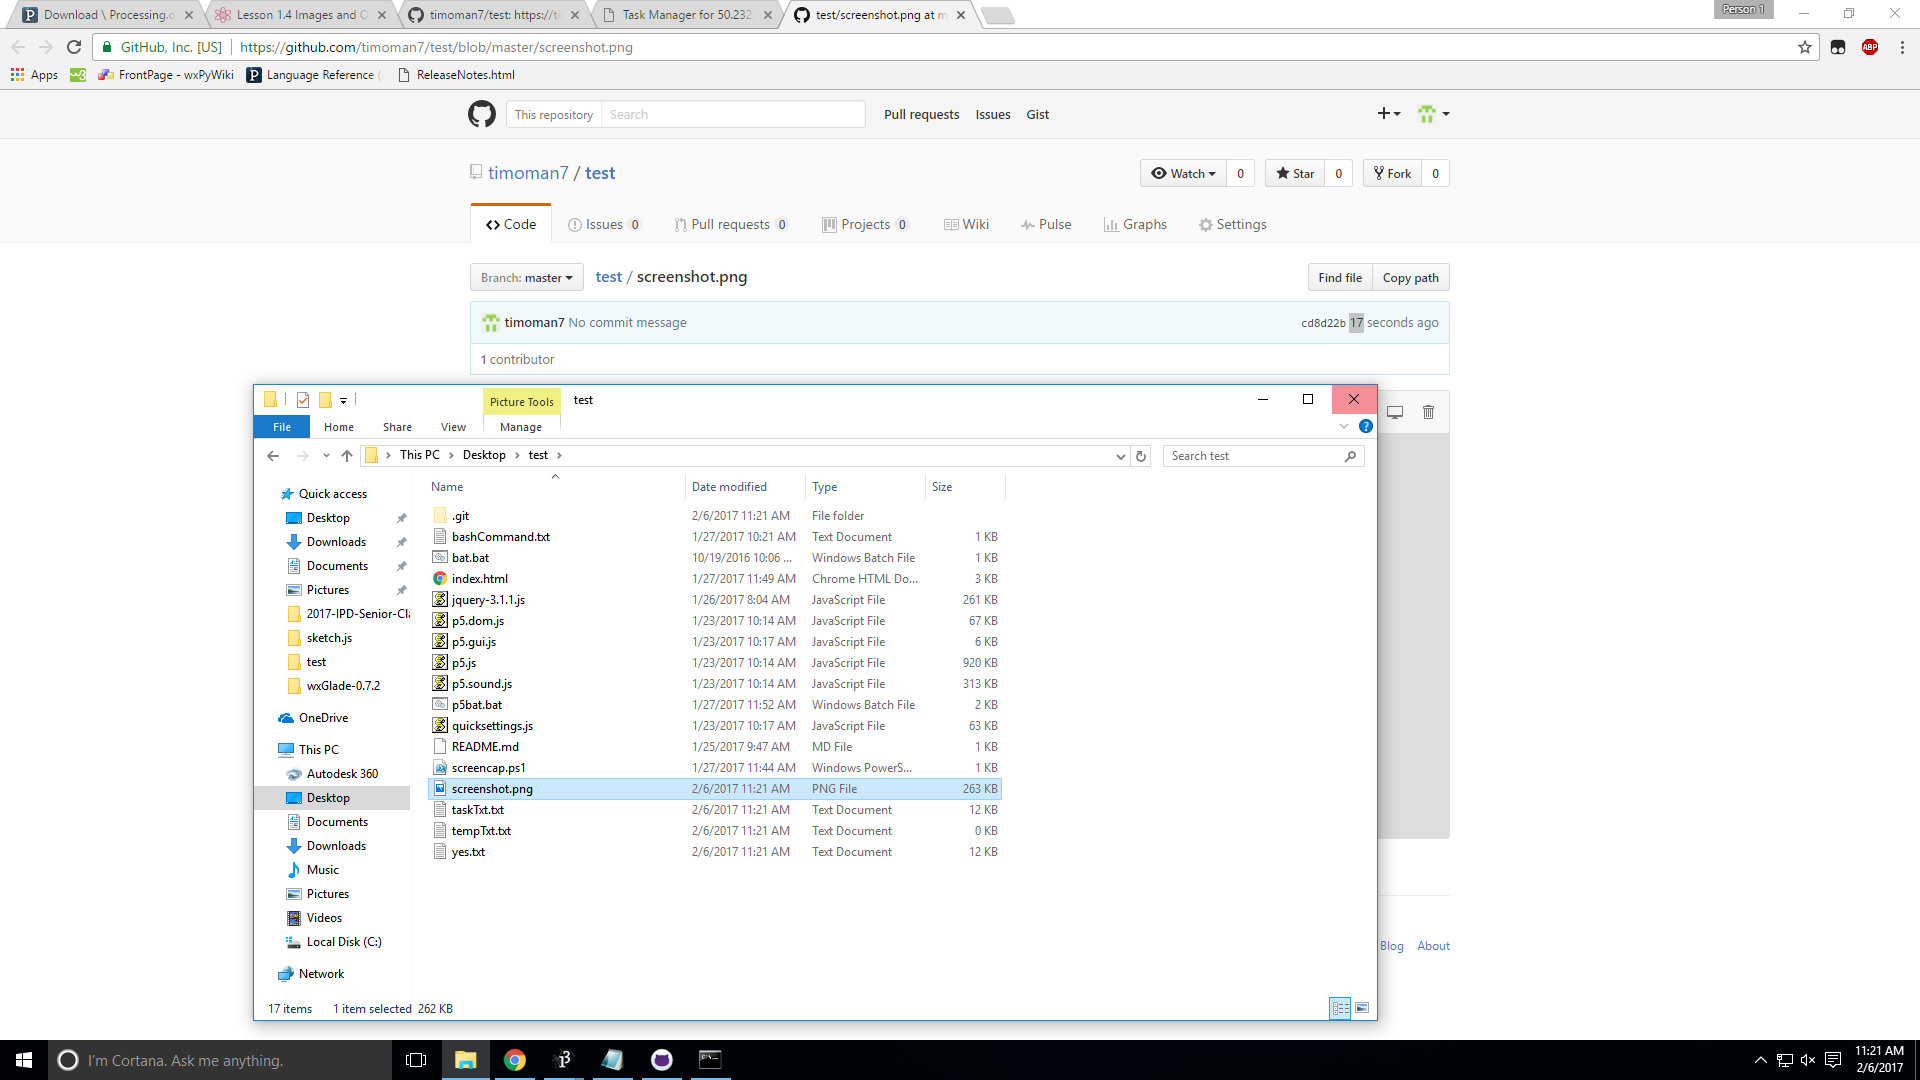 Download \ Processing.o
Lesson 1.4 Images and O
timoman7/test: https://ti
Task Manager for 50.232.
test/screenshot.png at m
Person 1
GitHub, Inc. [US] https://github.com/timoman7/test/blob/master/screenshot.png
ABP
Apps FrontPage - wxPyWiki Language Reference ( ReleaseNotes.html
This repository Search Pull requests Issues Gist
timoman7 / test
Watch 0 Star 0 Fork 0
Code Issues 0 Pull requests 0 Projects 0 Wiki Pulse Graphs Settings
Branch: master test / screenshot.png Find file Copy path
timoman7 No commit message cd8d22b 17 seconds ago
1 contributor
Picture Tools test
File Home Share View Manage
This PC Desktop test Search test
Name Date modified Type Size
.git 2/6/2017 11:21 AM File folder
bashCommand.txt 1/27/2017 10:21 AM Text Document 1 KB
bat.bat 10/19/2016 10:06 ... Windows Batch File 1 KB
index.html 1/27/2017 11:49 AM Chrome HTML Do... 3 KB
jquery-3.1.1.js 1/26/2017 8:04 AM JavaScript File 261 KB
p5.dom.js 1/23/2017 10:14 AM JavaScript File 67 KB
p5.gui.js 1/23/2017 10:17 AM JavaScript File 6 KB
p5.js 1/23/2017 10:14 AM JavaScript File 920 KB
p5.sound.js 1/23/2017 10:14 AM JavaScript File 313 KB
p5bat.bat 1/27/2017 11:52 AM Windows Batch File 2 KB
quicksettings.js 1/23/2017 10:17 AM JavaScript File 63 KB
README.md 1/25/2017 9:47 AM MD File 1 KB
screencap.ps1 1/27/2017 11:44 AM Windows PowerS... 1 KB
screenshot.png 2/6/2017 11:21 AM PNG File 263 KB
taskTxt.txt 2/6/2017 11:21 AM Text Document 12 KB
tempTxt.txt 2/6/2017 11:21 AM Text Document 0 KB
yes.txt 2/6/2017 11:21 AM Text Document 12 KB
Quick access
Desktop
Downloads
Documents
Pictures
2017-IPD-Senior-Cla
sketch.js
test
wxGlade-0.7.2
OneDrive
This PC
Autodesk 360
Desktop
Documents
Downloads
Music
Pictures
Videos
Local Disk (C:)
Network
17 items 1 item selected 262 KB
Blog About
I'm Cortana. Ask me anything.
11:21 AM
2/6/2017